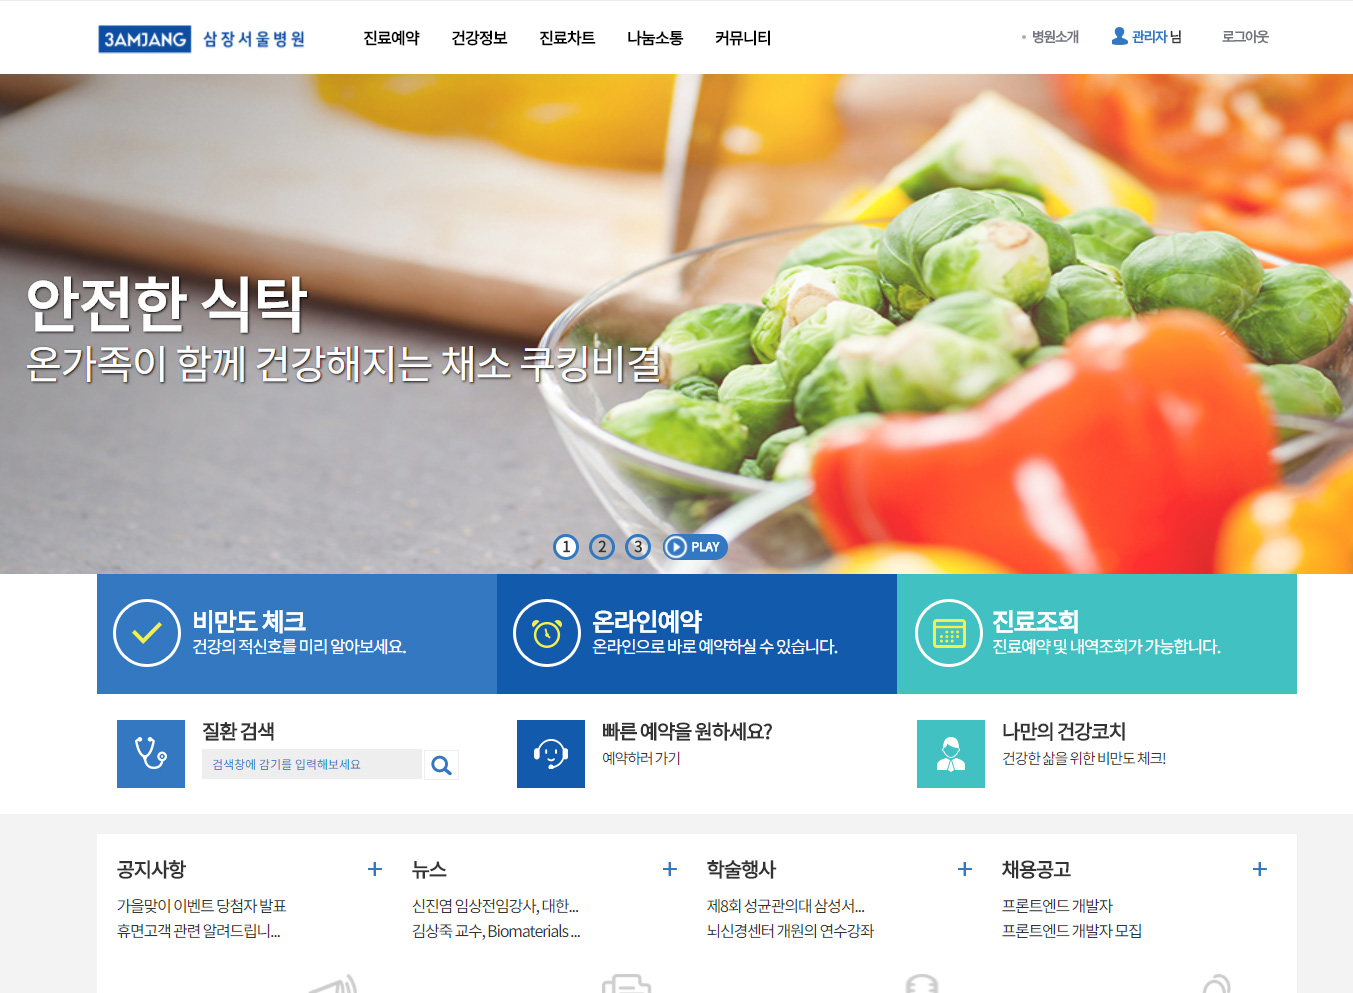 3AMJANG 삼장서울병원
진료예약 건강정보 진료차트 나눔소통 커뮤니티
병원소개 관리자 님 로그아웃
안전한 식탁
온가족이 함께 건강해지는 채소 쿠킹비결
1 2 3 PLAY
비만도 체크
건강의 적신호를 미리 알아보세요.
온라인예약
온라인으로 바로 예약하실 수 있습니다.
진료조회
진료예약 및 내역조회가 가능합니다.
질환 검색
검색창에 감기를 입력해보세요
빠른 예약을 원하세요?
예약하러 가기
나만의 건강코치
건강한 삶을 위한 비만도 체크!
공지사항
가을맞이 이벤트 당첨자 발표
휴면고객 관련 알려드립니...
뉴스
신진염 임상전임강사, 대한...
김상죽 교수, Biomaterials ...
학술행사
제8회 성균관의대 삼성서...
뇌신경센터 개원의 연수강좌
채용공고
프론트엔드 개발자
프론트엔드 개발자 모집